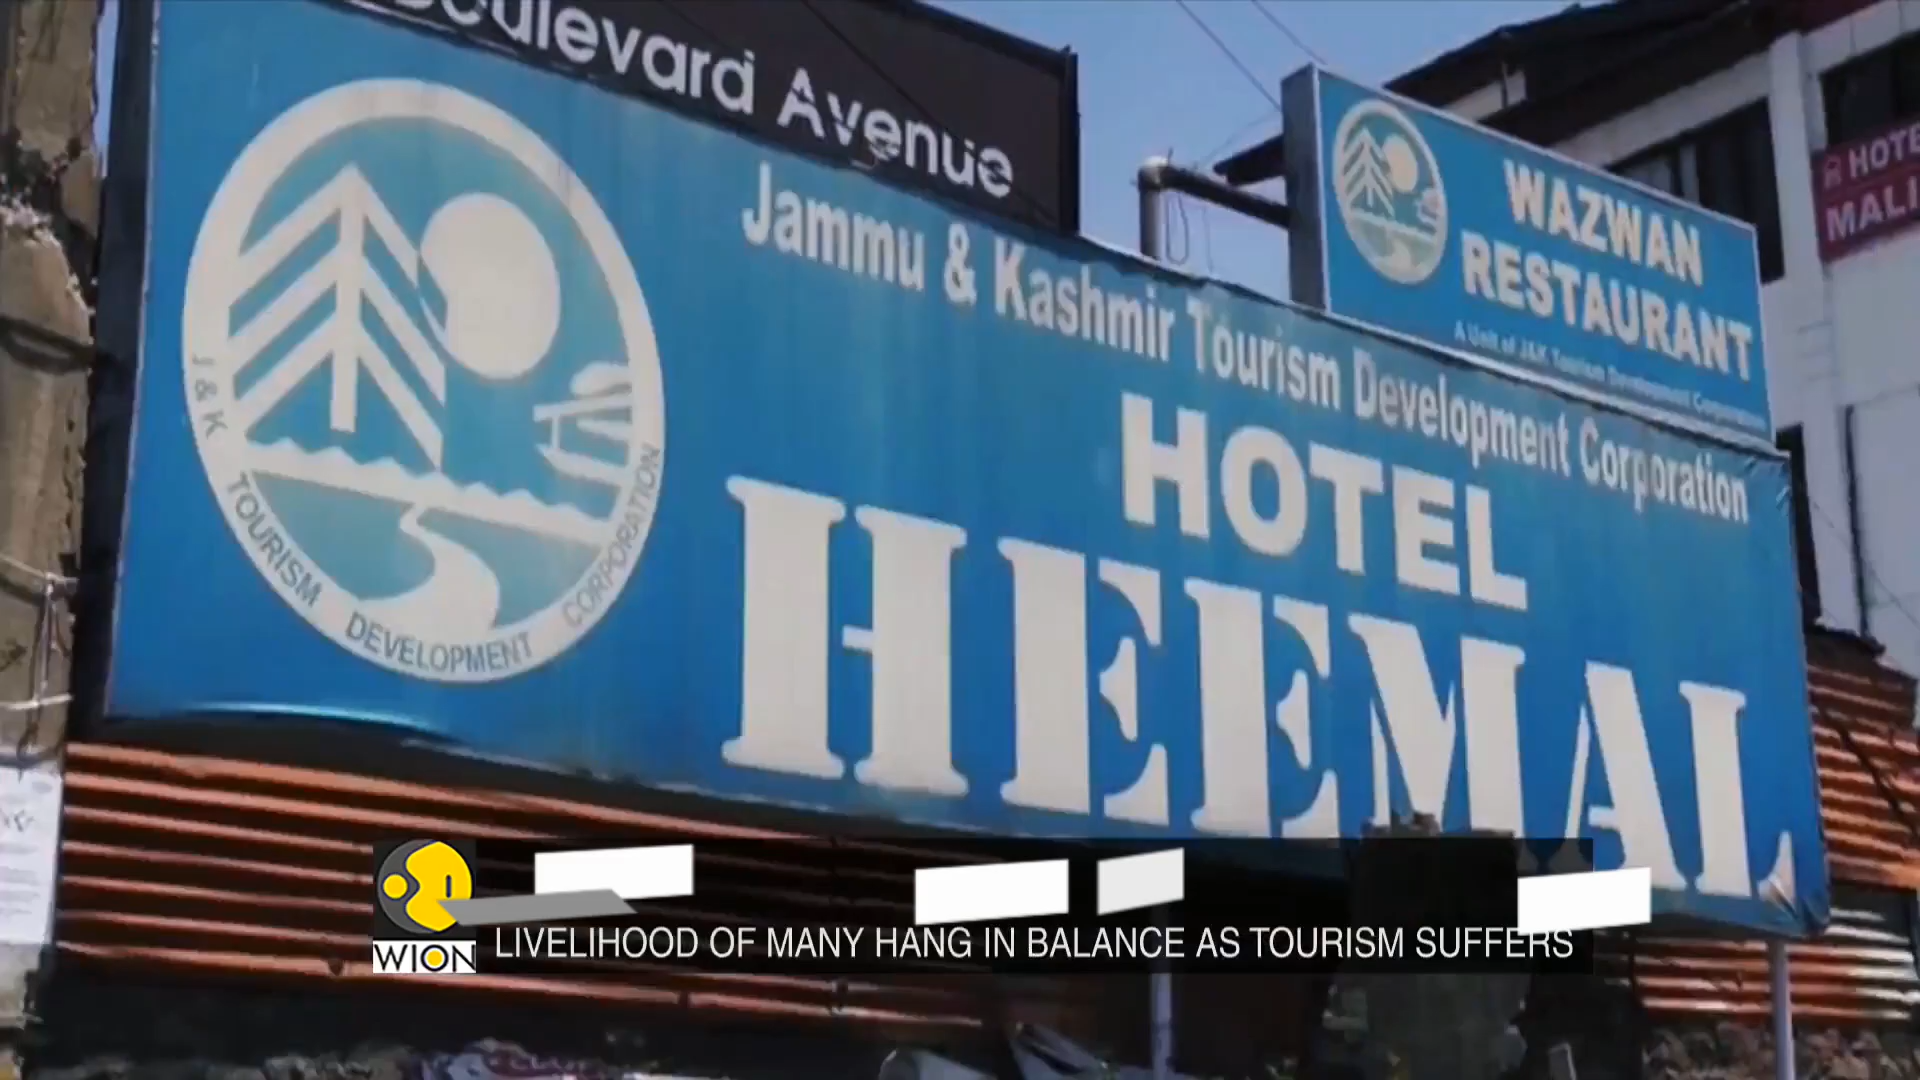 oulevard Avenue
Jammu & Kashmir Tourism Development Corporation
HOTEL
HEEMAL
J & K TOURISM DEVELOPMENT CORPORATION
WAZWAN
RESTAURANT
A Unit of J&K Tourism Development Corporation
HOTE
MALI
WION
LIVELIHOOD OF MANY HANG IN BALANCE AS TOURISM SUFFERS